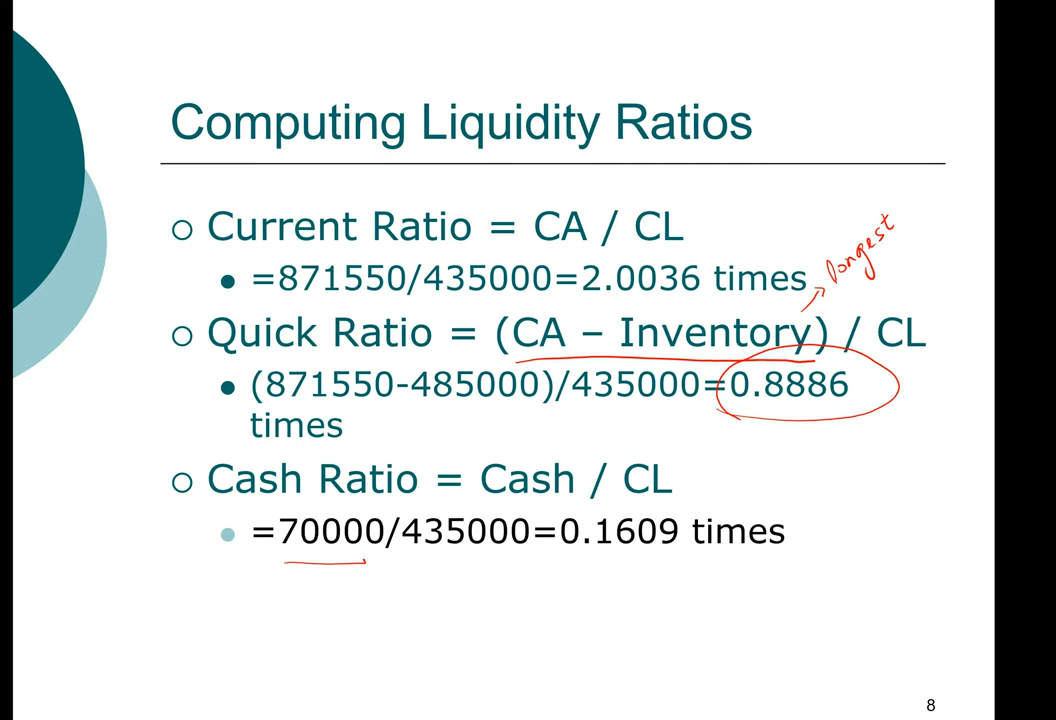 Computing Liquidity Ratios
Current Ratio = CA / CL
=871550/435000=2.0036 times
longest
Quick Ratio = (CA – Inventory) / CL
(871550-485000)/435000=0.8886
times
Cash Ratio = Cash / CL
=70000/435000=0.1609 times
8